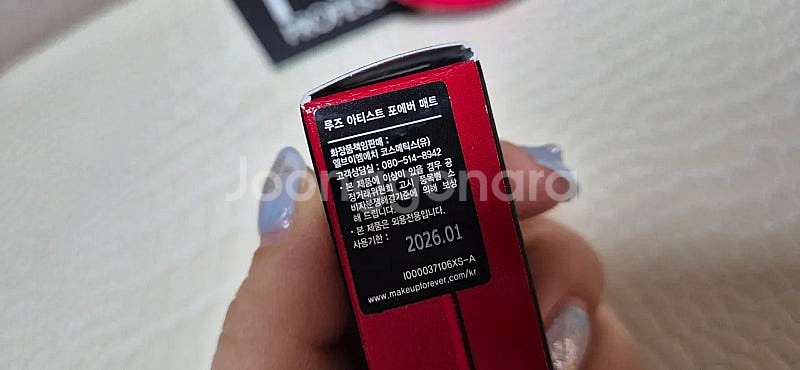 루즈 아티스트 포에버 매트
화장품책임판매 :
엘브이엠에치 코스메틱스(유)
고객상담실 : 080-514-8942
· 본 제품에 이상이 있을 경우 공
정거래위원회 고시 품목별 소
비자분쟁해결기준에 의해 보상
해 드립니다.
· 본 제품은 외용전용입니다.
사용기한 : 2026.01
I000037106XS-A
www.makeupforever.com/kr
Joonggonara